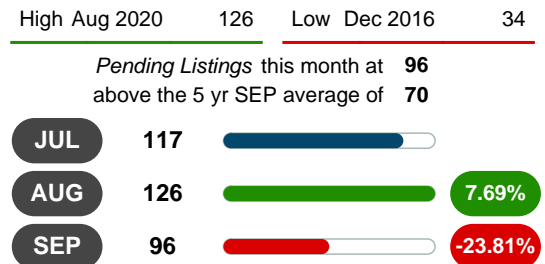 High Aug 2020 126 Low Dec 2016 34
Pending Listings this month at 96
above the 5 yr SEP average of 70
JUL 117
AUG 126 7.69%
SEP 96 -23.81%